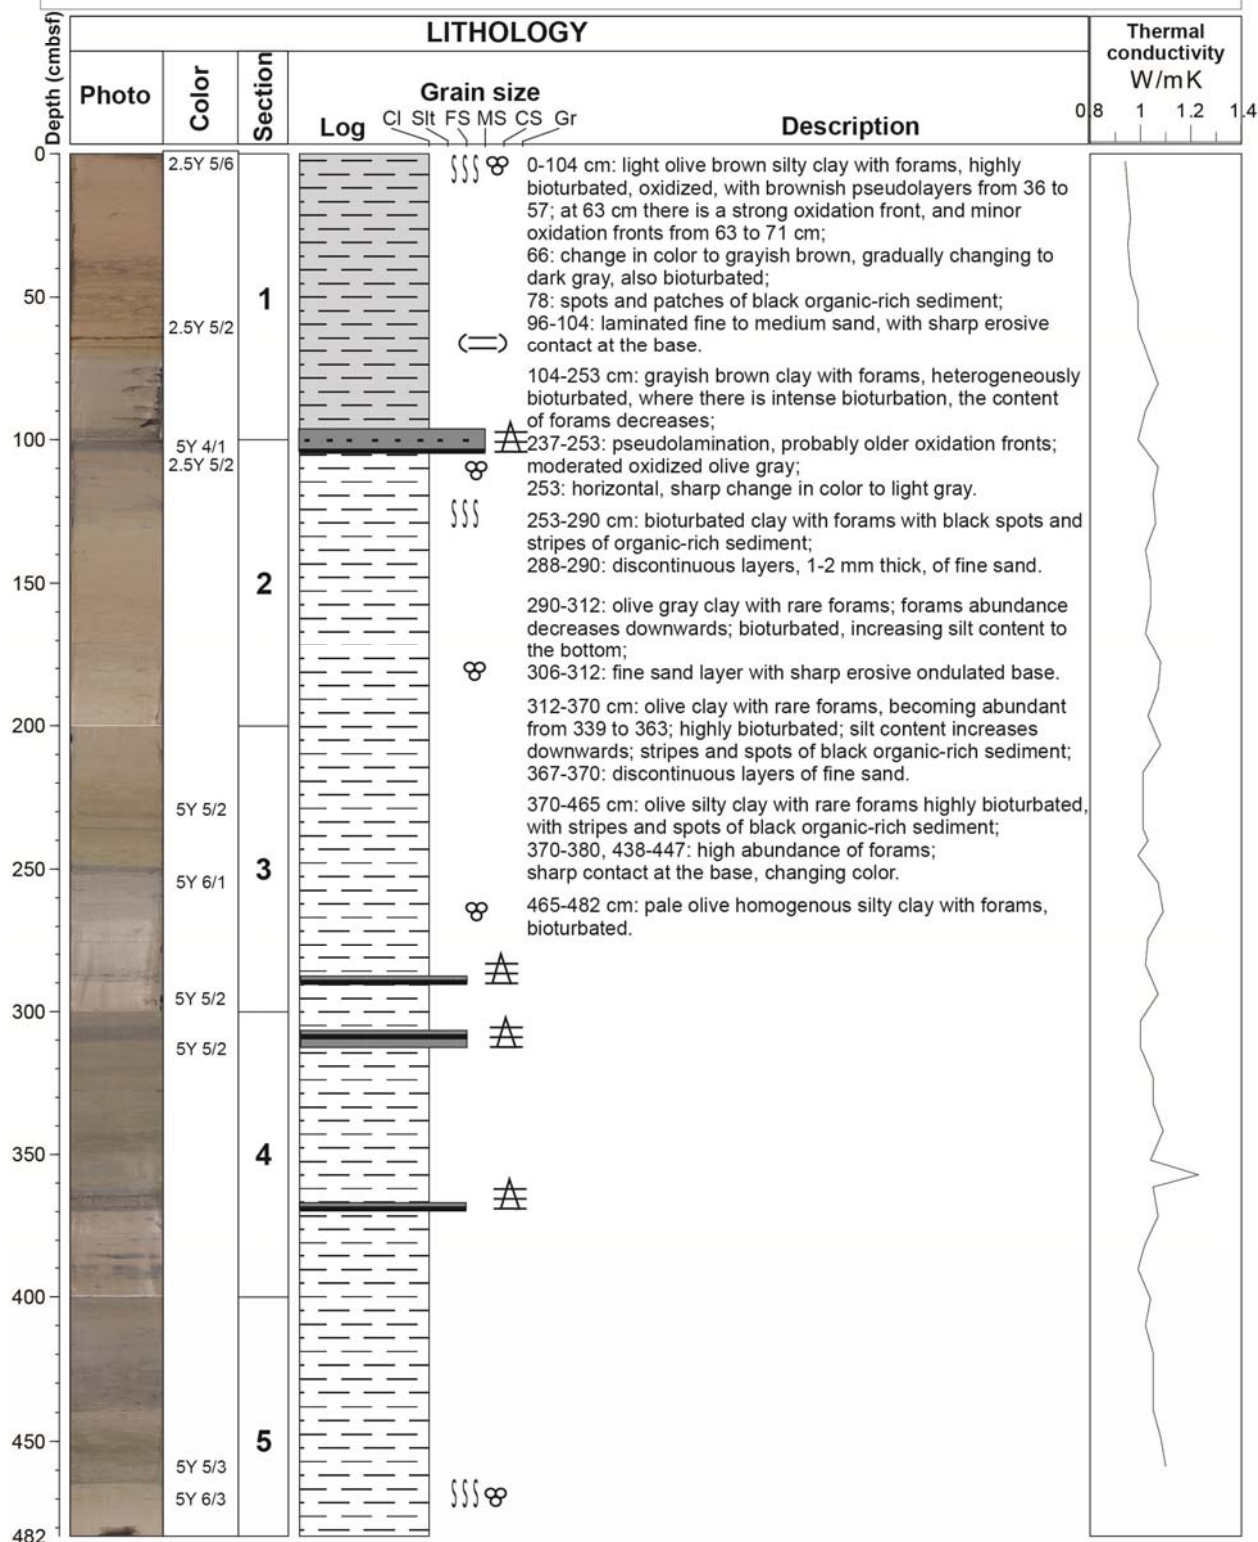 LITHOLOGY
Thermal
conductivity
W/mK
0.8 1 1.2 1.4
Depth (cmbsf)
Photo
Color
Section
Log
Grain size
Cl Slt FS MS CS Gr
Description
0
50
100
150
200
250
300
350
400
450
482
2.5Y 5/6
2.5Y 5/2
5Y 4/1
2.5Y 5/2
5Y 5/2
5Y 6/1
5Y 5/2
5Y 5/2
5Y 5/3
5Y 6/3
1
2
3
4
5
0-104 cm: light olive brown silty clay with forams, highly
bioturbated, oxidized, with brownish pseudolayers from 36 to
57; at 63 cm there is a strong oxidation front, and minor
oxidation fronts from 63 to 71 cm;
66: change in color to grayish brown, gradually changing to
dark gray, also bioturbated;
78: spots and patches of black organic-rich sediment;
96-104: laminated fine to medium sand, with sharp erosive
contact at the base.
104-253 cm: grayish brown clay with forams, heterogeneously
bioturbated, where there is intense bioturbation, the content
of forams decreases;
237-253: pseudolamination, probably older oxidation fronts;
moderated oxidized olive gray;
253: horizontal, sharp change in color to light gray.
253-290 cm: bioturbated clay with forams with black spots and
stripes of organic-rich sediment;
288-290: discontinuous layers, 1-2 mm thick, of fine sand.
290-312: olive gray clay with rare forams; forams abundance
decreases downwards; bioturbated, increasing silt content to
the bottom;
306-312: fine sand layer with sharp erosive ondulated base.
312-370 cm: olive clay with rare forams, becoming abundant
from 339 to 363; highly bioturbated; silt content increases
downwards; stripes and spots of black organic-rich sediment;
367-370: discontinuous layers of fine sand.
370-465 cm: olive silty clay with rare forams highly bioturbated,
with stripes and spots of black organic-rich sediment;
370-380, 438-447: high abundance of forams;
sharp contact at the base, changing color.
465-482 cm: pale olive homogenous silty clay with forams,
bioturbated.